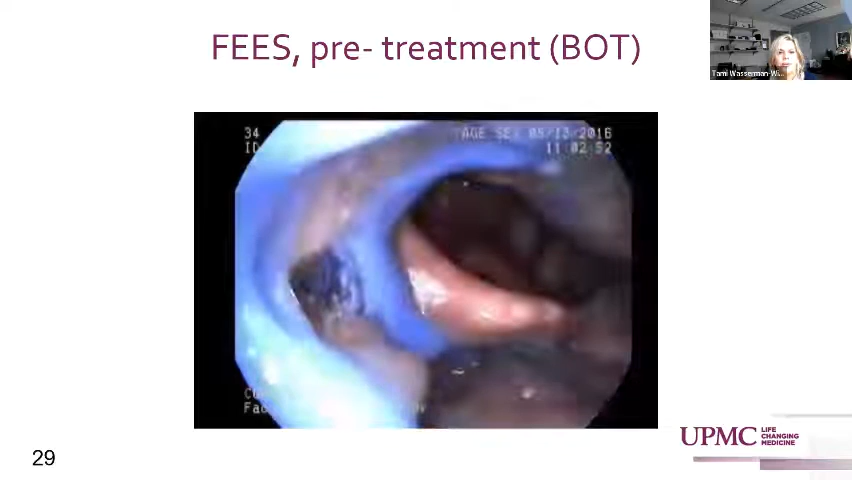 FEES, pre- treatment (BOT)
Tami Wasserman-Wi...
34
AGE SEX 05/13/2016
ID
11:02:52
UPMC LIFE CHANGING MEDICINE
29